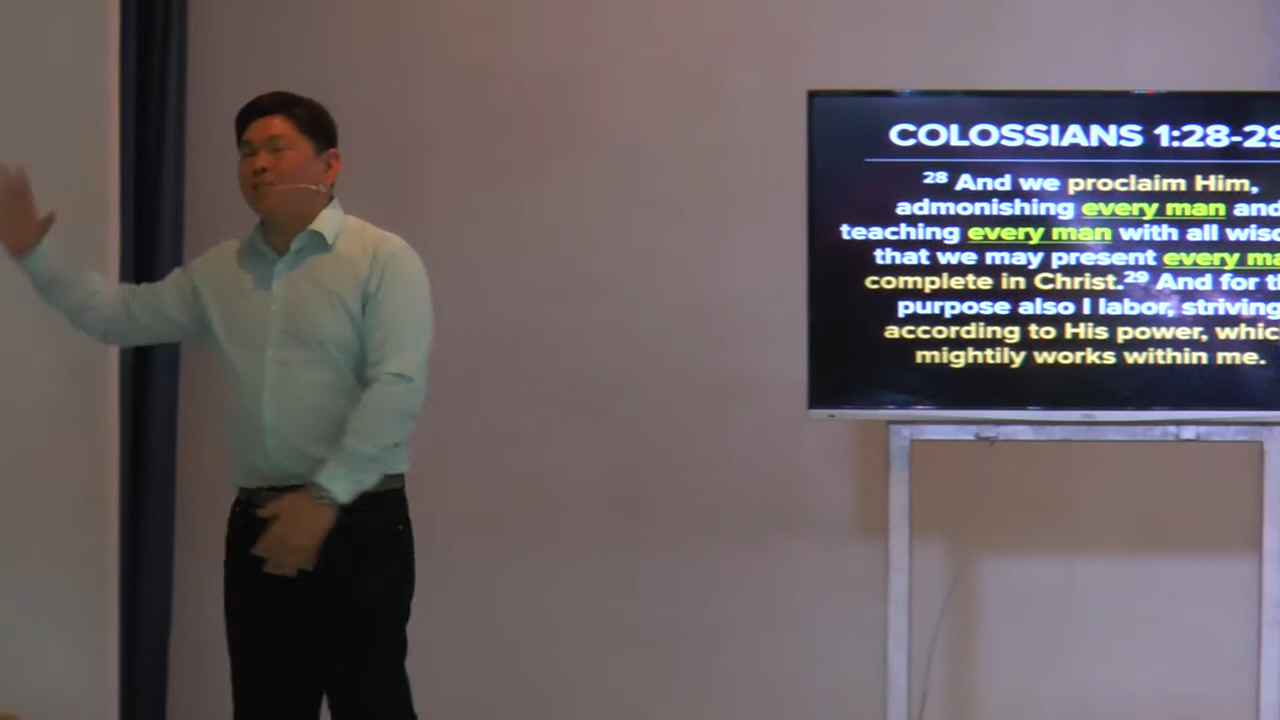 COLOSSIANS 1:28-29
28 And we proclaim Him,
admonishing every man and
teaching every man with all
that we may present every
complete in Christ. 29 And for
purpose also I labor, striving
according to His power,
mightily works within me.